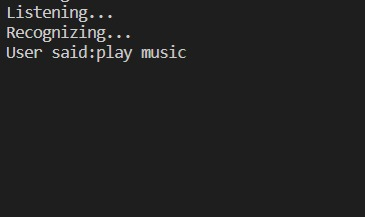 Listening...
Recognizing...
User said:play music